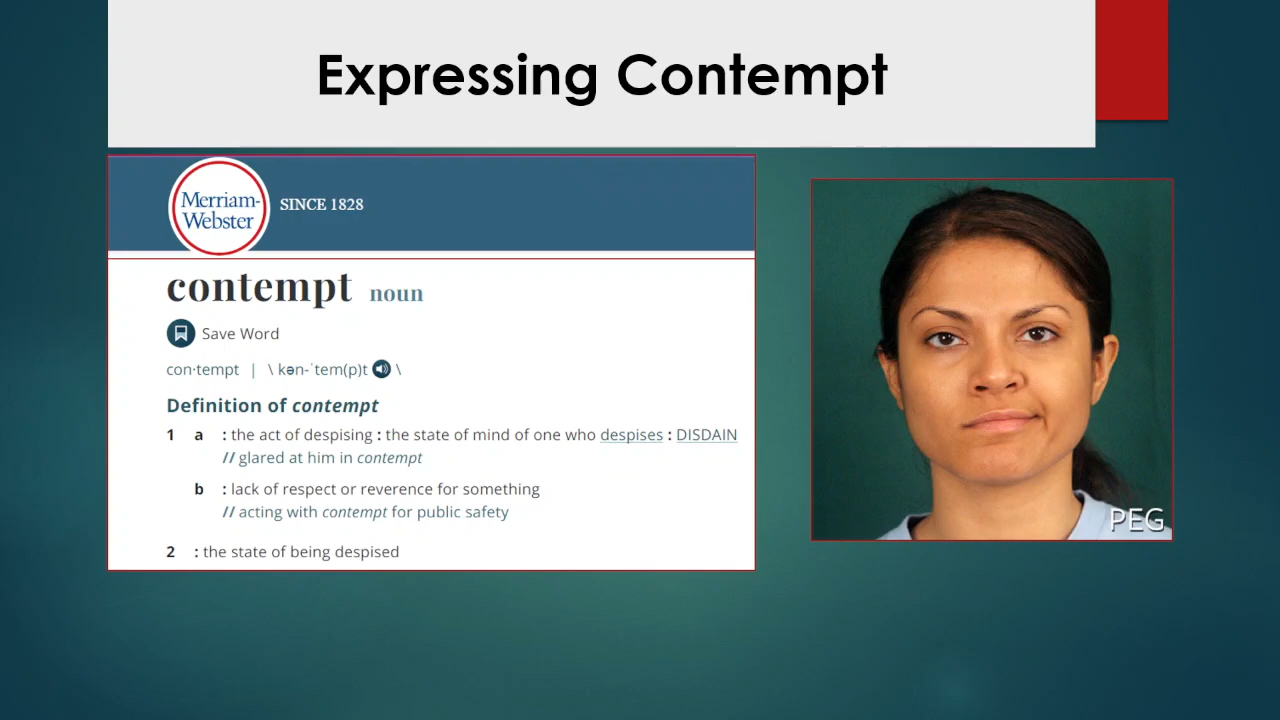 Expressing Contempt
Merriam-
Webster
SINCE 1828
contempt noun
Save Word
con·tempt | \ kən-ˈtem(p)t \
Definition of contempt
1 a : the act of despising : the state of mind of one who despises : DISDAIN
// glared at him in contempt
b : lack of respect or reverence for something
// acting with contempt for public safety
2 : the state of being despised
PEG